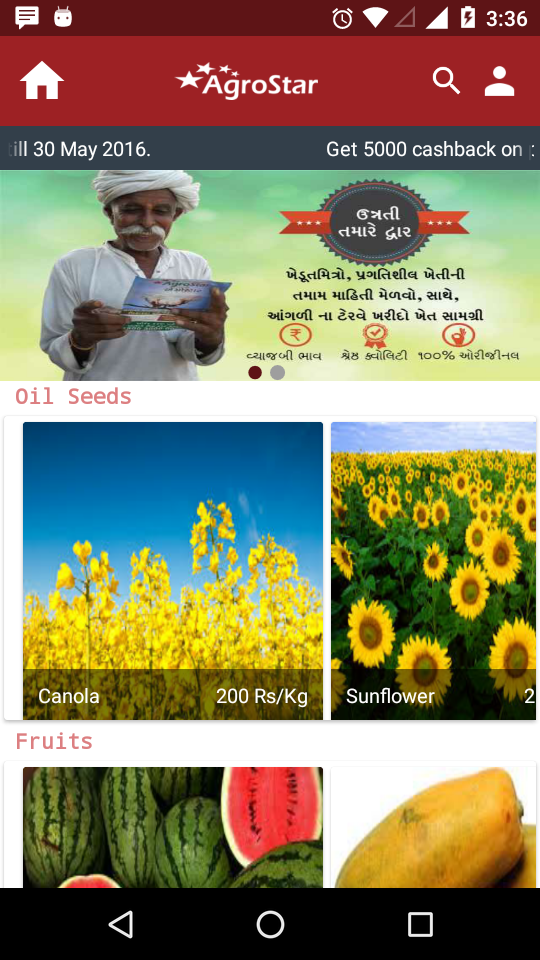 3:36
AgroStar
till 30 May 2016.
Get 5000 cashback on
ઉન્નતી
તમારે દ્વાર
ખેડૂતમિત્રો, પ્રગતિશીલ ખેતીની
તમામ માહિતી મેળવો, સાથે,
આંગળી ના ટેરવે ખરીદો ખેત સામગ્રી
AgroStar
₹
વ્યાજબી ભાવ
શ્રેષ્ઠ ક્વોલિટી
૧૦૦% ઓરીજીનલ
Oil Seeds
Canola
200 Rs/Kg
Sunflower
2
Fruits